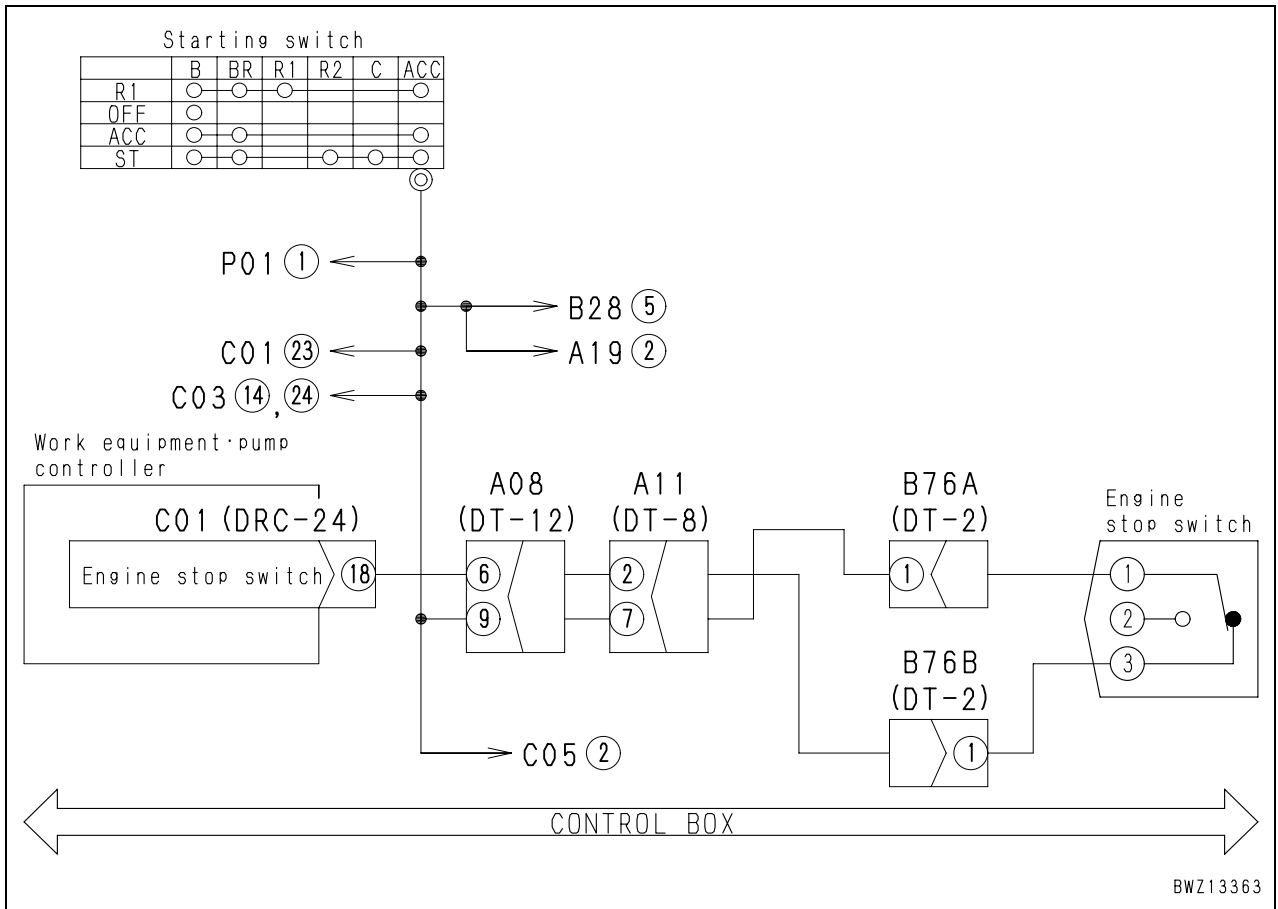 Starting switch
B BR R1 R2 C ACC
R1
OFF
ACC
ST
P01 1
B28 5
C01 23
A19 2
C03 14, 24
Work equipment·pump
controller
C01 (DRC-24)
Engine stop switch 18
A08
(DT-12)
6
9
A11
(DT-8)
2
7
B76A
(DT-2)
1
B76B
(DT-2)
1
Engine
stop switch
1
2
3
C05 2
CONTROL BOX
BWZ13363